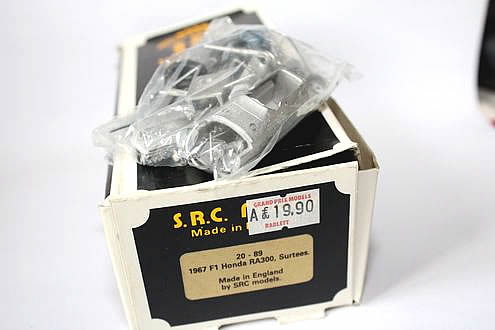 S.R.C.
Made in
GRAND PRIX MODELS
A £ 19.90
RADLETT
20 - 89
1967 F1 Honda RA300, Surtees.
Made in England
by SRC models.